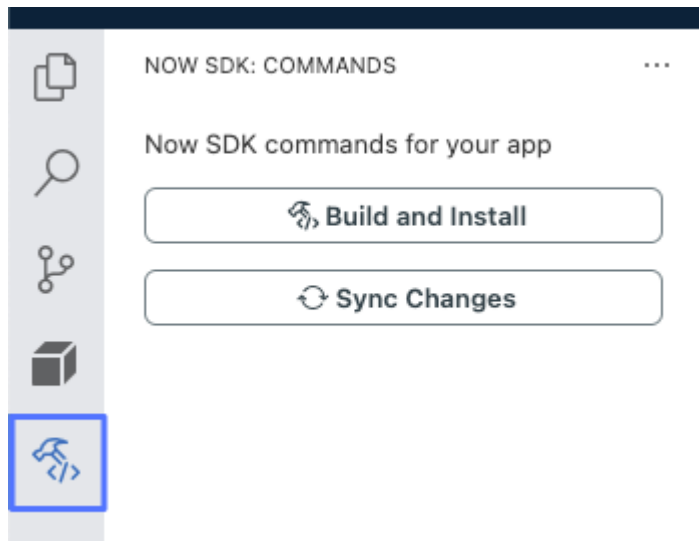 NOW SDK: COMMANDS
Now SDK commands for your app
Build and Install
Sync Changes